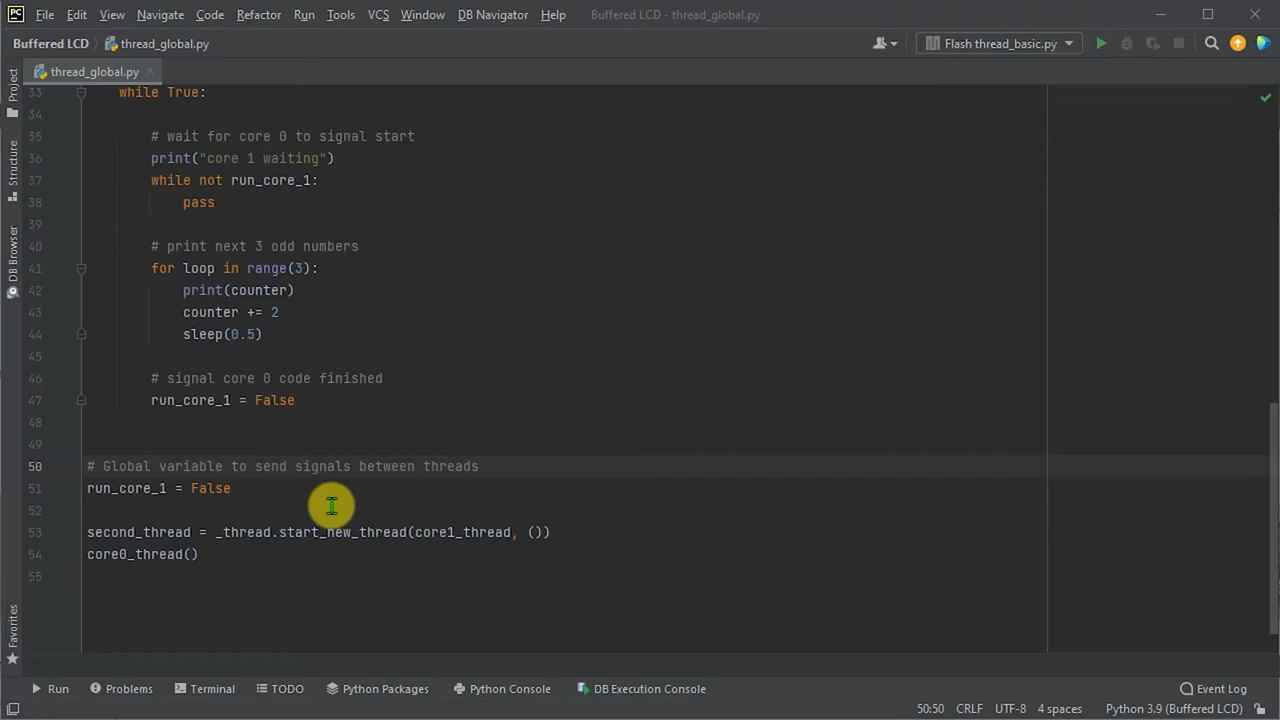 PC File Edit View Navigate Code Refactor Run Tools VCS Window DB Navigator Help Buffered LCD - thread_global.py
Buffered LCD thread_global.py Flash thread_basic.py
thread_global.py
Project
Structure
DB Browser
Favorites
33 while True:
34
35 # wait for core 0 to signal start
36 print("core 1 waiting")
37 while not run_core_1:
38 pass
39
40 # print next 3 odd numbers
41 for loop in range(3):
42 print(counter)
43 counter += 2
44 sleep(0.5)
45
46 # signal core 0 code finished
47 run_core_1 = False
48
49
50 # Global variable to send signals between threads
51 run_core_1 = False
52
53 second_thread = _thread.start_new_thread(core1_thread, ())
54 core0_thread()
55
Run Problems Terminal TODO Python Packages Python Console DB Execution Console Event Log
50:50 CRLF UTF-8 4 spaces Python 3.9 (Buffered LCD)